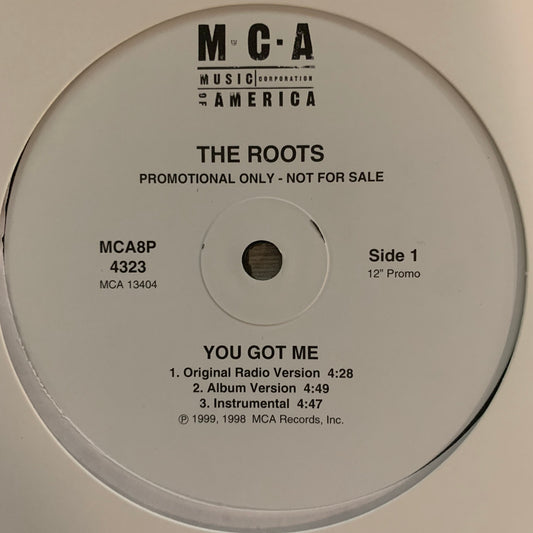 M·C·A
MUSIC CORPORATION
OF AMERICA
THE ROOTS
PROMOTIONAL ONLY - NOT FOR SALE
MCA8P
4323
MCA 13404
Side 1
12" Promo
YOU GOT ME
1. Original Radio Version 4:28
2. Album Version 4:49
3. Instrumental 4:47
℗ 1999, 1998 MCA Records, Inc.